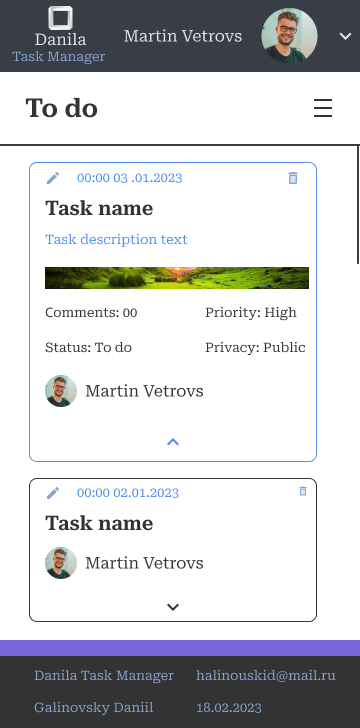 Danila
Task Manager
Martin Vetrovs
To do
00:00 03 .01.2023
Task name
Task description text
Comments: 00
Priority: High
Status: To do
Privacy: Public
Martin Vetrovs
00:00 02.01.2023
Task name
Martin Vetrovs
Danila Task Manager
halinouskid@mail.ru
Galinovsky Daniil
18.02.2023